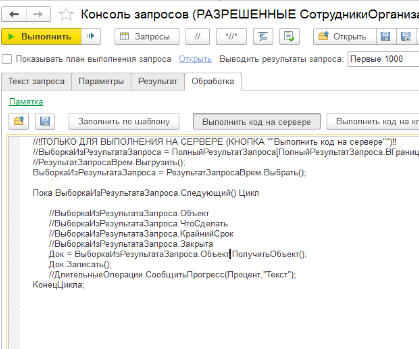 Консоль запросов (РАЗРЕШЕННЫЕ СотрудникиОрганиза
Выполнить Запросы // *//* Открыть
Показывать план выполнения запроса Открыть Выводить результаты запроса: Первые 1000
Текст запроса Параметры Результат Обработка
Памятка
Заполнить по шаблону Выполнить код на сервере Выполнить код на кл
//!!ТОЛЬКО ДЛЯ ВЫПОЛНЕНИЯ НА СЕРВЕРЕ (КНОПКА ""Выполнить код на сервере"")!!
//ВыборкаИзРезультатаЗапроса = ПолныйРезультатЗапроса[ПолныйРезультатЗапроса.ВГраниц
//РезультатЗапросаВрем.Выгрузить();
ВыборкаИзРезультатаЗапроса = РезультатЗапросаВрем.Выбрать();
Пока ВыборкаИзРезультатаЗапроса.Следующий() Цикл
//ВыборкаИзРезультатаЗапроса.Объект
//ВыборкаИзРезультатаЗапроса.ЧтоСделать
//ВыборкаИзРезультатаЗапроса.КрайнийСрок
//ВыборкаИзРезультатаЗапроса.Закрыта
Док = ВыборкаИзРезультатаЗапроса.Объект.ПолучитьОбъект();
Док.Записать();
//ДлительныеОперации.СообщитьПрогресс(Процент,"Текст");
КонецЦикла;